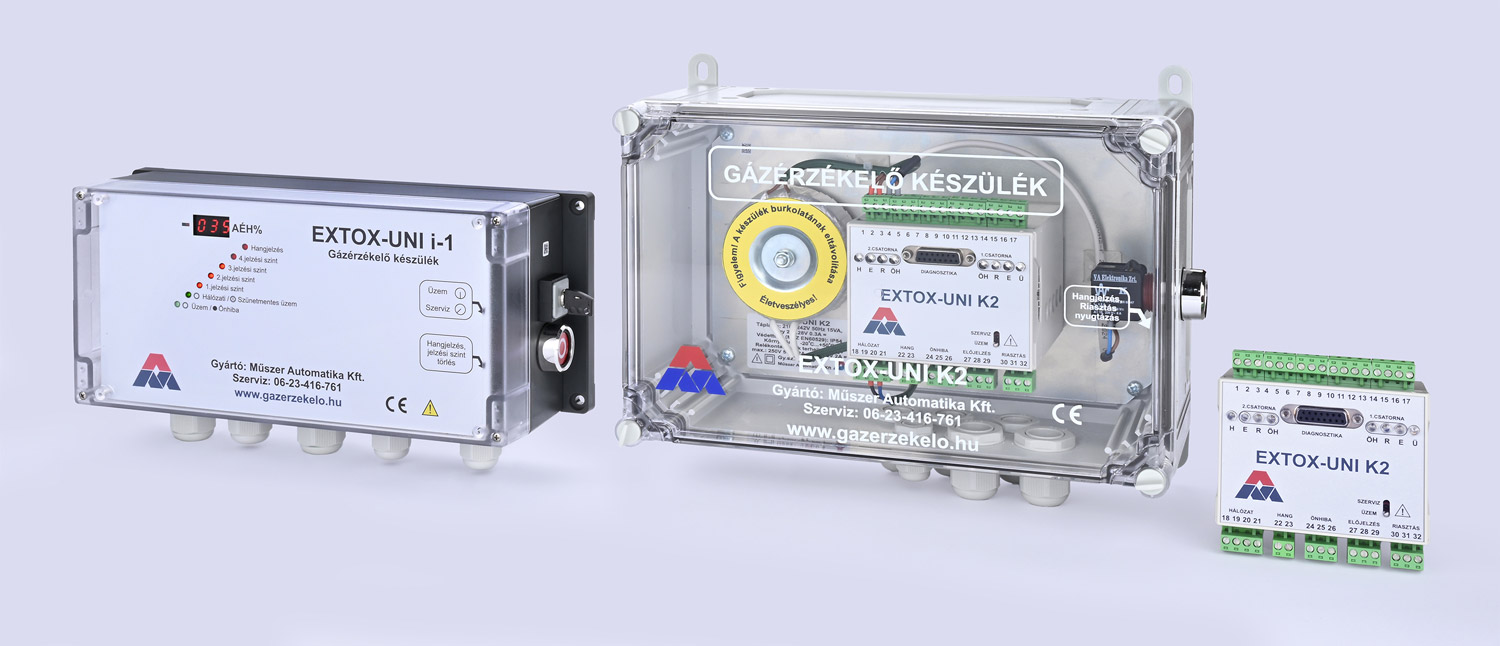 - 035 AÉH%
EXTOX-UNI i-1
Gázérzékelő készülék
Hangjelzés
4.jelzési szint
3.jelzési szint
2.jelzési szint
1.jelzési szint
Hálózati / Szünetmentes üzem
Üzem / Önhiba
Üzem
Szerviz
Hangjelzés,
jelzési szint
törlés
Gyártó: Műszer Automatika Kft.
Szerviz: 06-23-416-761
www.gazerzekelo.hu
CE
GÁZÉRZÉKELŐ KÉSZÜLÉK
Figyelem! A készülék burkolatának eltávolítása
Életveszélyes!
1 2 3 4 5 6 7 8 9 10 11 12 13 14 15 16 17
2.CSATORNA
1.CSATORNA
H E R ÖH
DIAGNOSZTIKA
ÖH R E Ü
EXTOX-UNI K2
SZERVIZ
ÜZEM
HÁLÓZAT HANG ÖNHIBA ELŐJELZÉS RIASZTÁS
18 19 20 21 22 23 24 25 26 27 28 29 30 31 32
VA Elektronika Zrt.
Hangjelzés
Riasztás
nyugtázás
EXTOX-UNI K2
Gyártó: Műszer Automatika Kft.
Szerviz: 06-23-416-761
www.gazerzekelo.hu
CE
1 2 3 4 5 6 7 8 9 10 11 12 13 14 15 16 17
2.CSATORNA
1.CSATORNA
H E R ÖH
DIAGNOSZTIKA
ÖH R E Ü
EXTOX-UNI K2
SZERVIZ
ÜZEM
HÁLÓZAT HANG ÖNHIBA ELŐJELZÉS RIASZTÁS
18 19 20 21 22 23 24 25 26 27 28 29 30 31 32